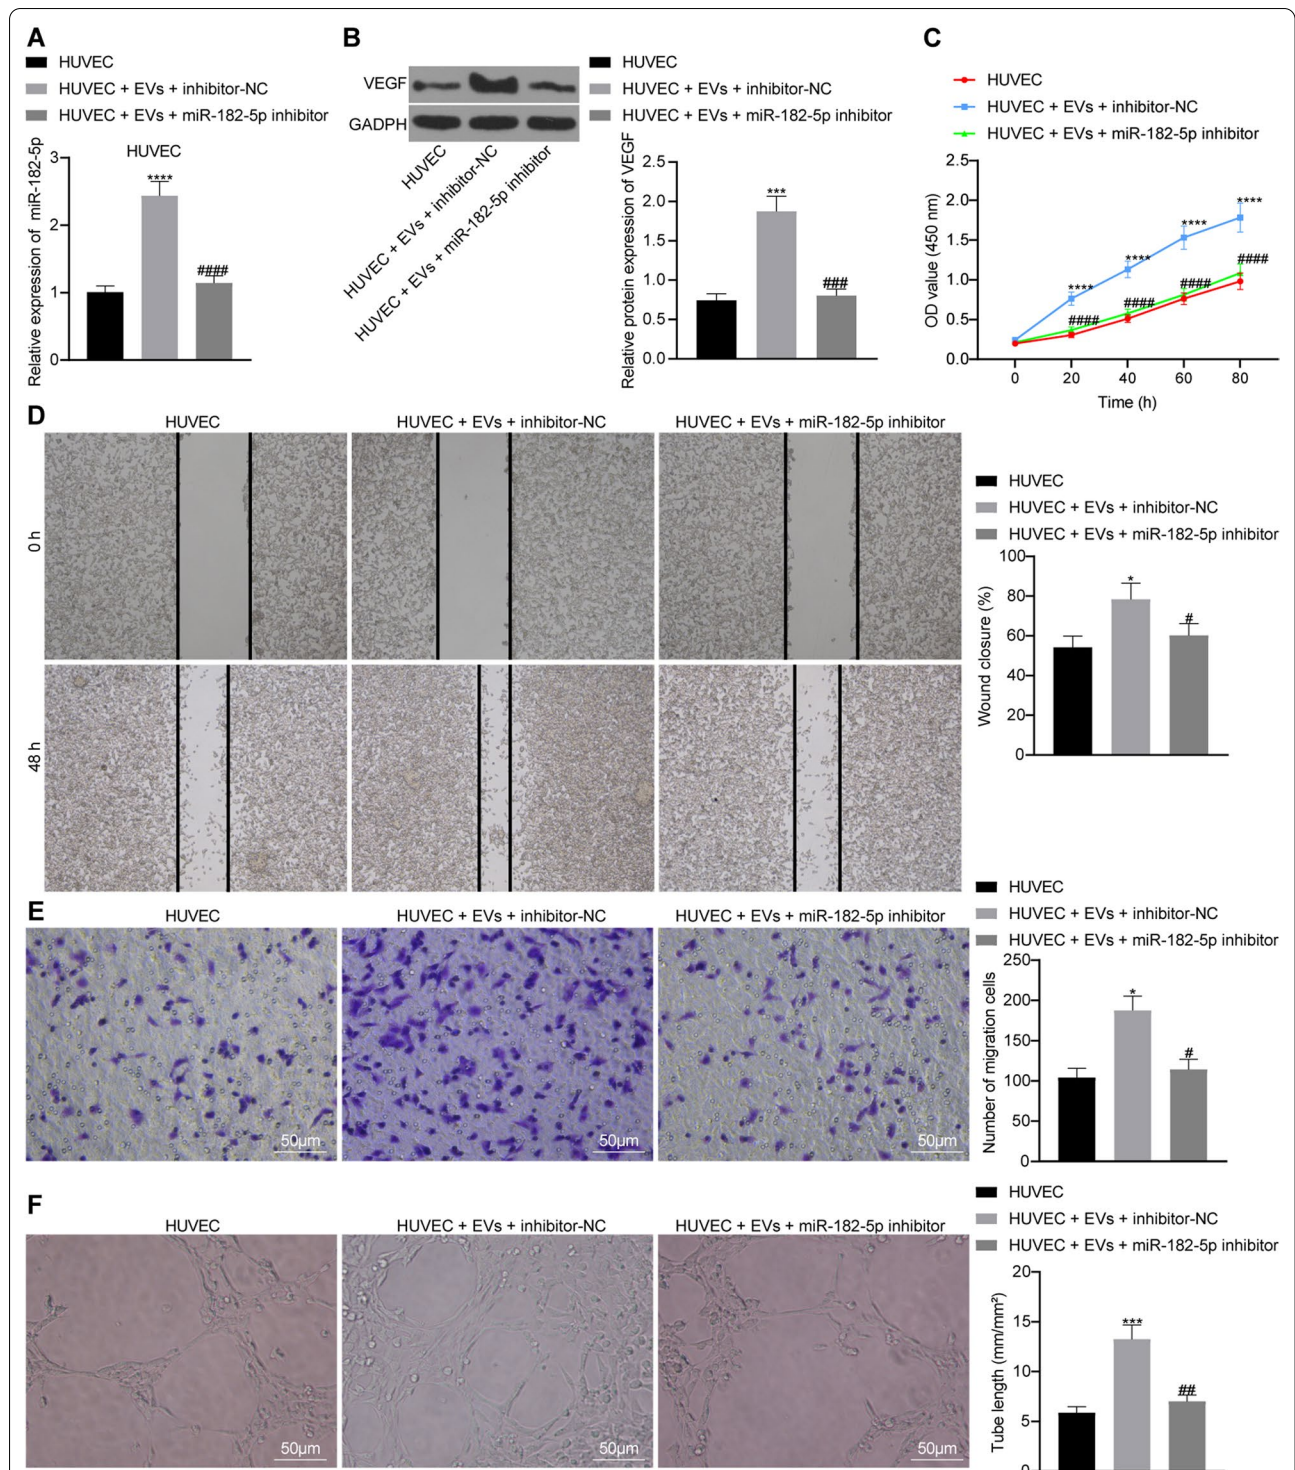 A
HUVEC
HUVEC + EVs + inhibitor-NC
HUVEC + EVs + miR-182-5p inhibitor
HUVEC
Relative expression of miR-182-5p
3
2
1
0
****
####
B
VEGF
GADPH
HUVEC
HUVEC + EVs + inhibitor-NC
HUVEC + EVs + miR-182-5p inhibitor
HUVEC
HUVEC + EVs + inhibitor-NC
HUVEC + EVs + miR-182-5p inhibitor
Relative protein expression of VEGF
2.5
2.0
1.5
1.0
0.5
0.0
***
###
C
HUVEC
HUVEC + EVs + inhibitor-NC
HUVEC + EVs + miR-182-5p inhibitor
OD value (450 nm)
2.5
2.0
1.5
1.0
0.5
0.0
****
****
****
****
####
####
####
####
0 20 40 60 80
Time (h)
D
HUVEC
HUVEC + EVs + inhibitor-NC
HUVEC + EVs + miR-182-5p inhibitor
0 h
48 h
HUVEC
HUVEC + EVs + inhibitor-NC
HUVEC + EVs + miR-182-5p inhibitor
Wound closure (%)
100
80
60
40
20
0
*
#
E
HUVEC
HUVEC + EVs + inhibitor-NC
HUVEC + EVs + miR-182-5p inhibitor
50μm
50μm
50μm
HUVEC
HUVEC + EVs + inhibitor-NC
HUVEC + EVs + miR-182-5p inhibitor
Number of migration cells
250
200
150
100
50
0
*
#
F
HUVEC
HUVEC + EVs + inhibitor-NC
HUVEC + EVs + miR-182-5p inhibitor
50μm
50μm
50μm
HUVEC
HUVEC + EVs + inhibitor-NC
HUVEC + EVs + miR-182-5p inhibitor
Tube length (mm/mm²)
20
15
10
5
0
***
##